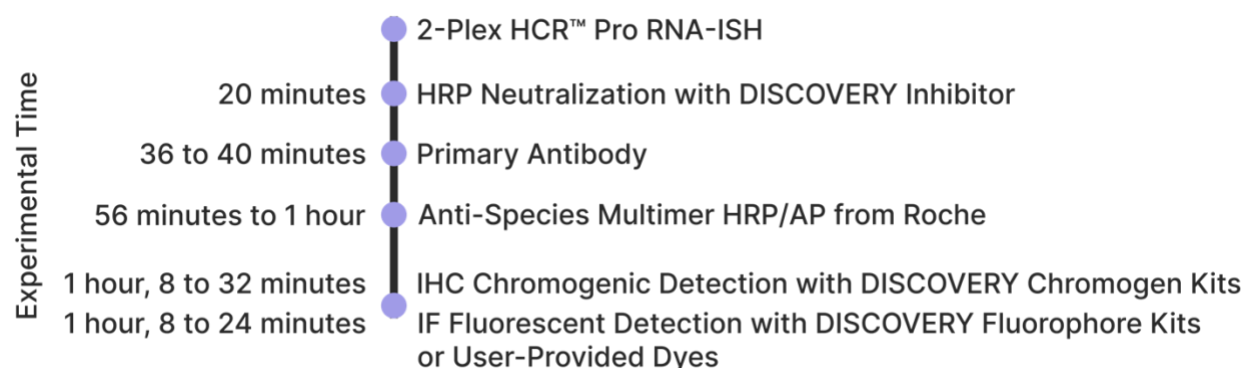 Experimental Time
2-Plex HCR™ Pro RNA-ISH
20 minutes
HRP Neutralization with DISCOVERY Inhibitor
36 to 40 minutes
Primary Antibody
56 minutes to 1 hour
Anti-Species Multimer HRP/AP from Roche
1 hour, 8 to 32 minutes
IHC Chromogenic Detection with DISCOVERY Chromogen Kits
1 hour, 8 to 24 minutes
IF Fluorescent Detection with DISCOVERY Fluorophore Kits
or User-Provided Dyes